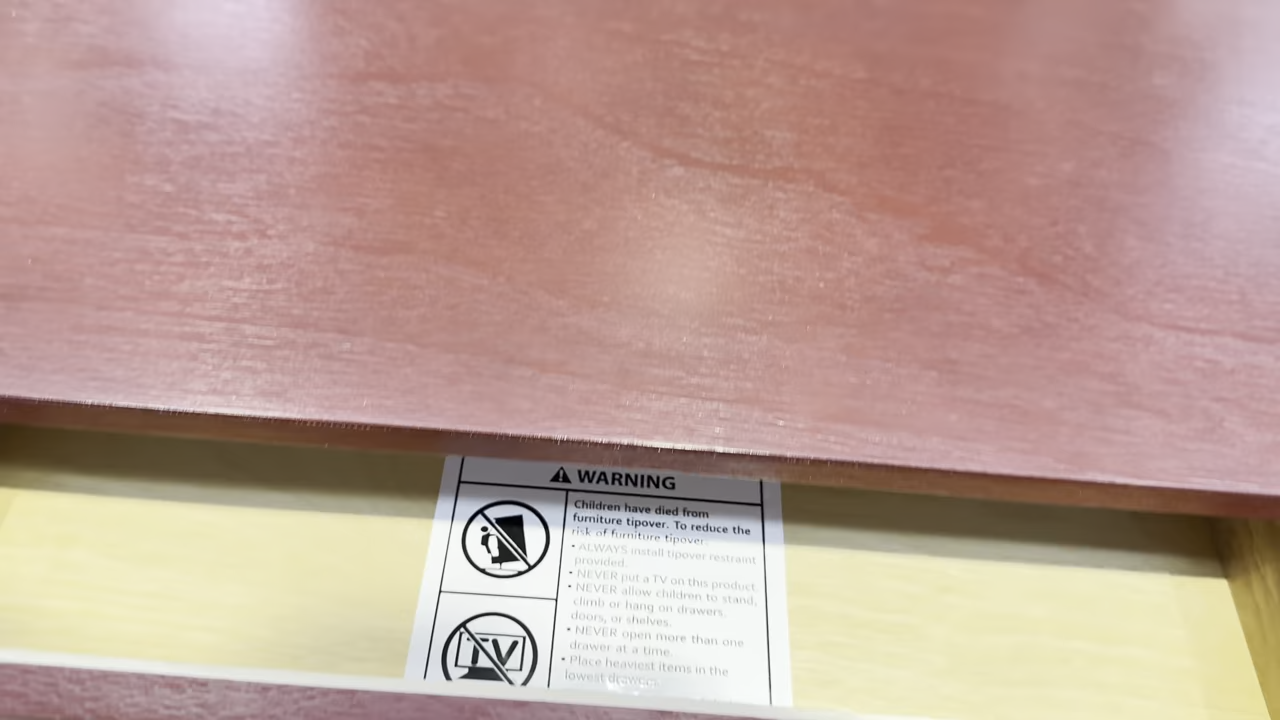 WARNING
Children have died from
furniture tipover. To reduce the
risk of furniture tipover:
• ALWAYS install tipover restraint
provided.
• NEVER put a TV on this product.
• NEVER allow children to stand,
climb or hang on drawers,
doors, or shelves.
• NEVER open more than one
drawer at a time.
• Place heaviest items in the
lowest drawers.
TV